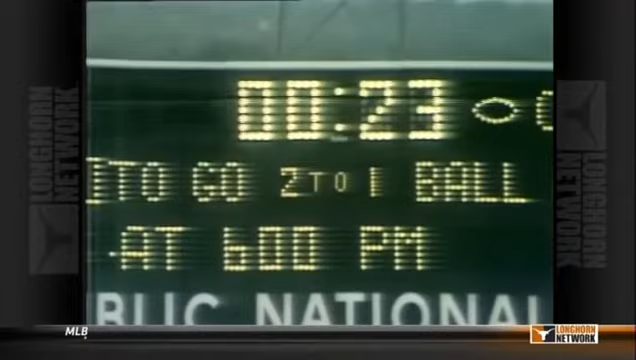 00:23
TO GO 2 TO 1 BALL
AT 600 PM
BLIC NATIONAL
LONGHORN NETWORK
LONGHORN NETWORK
MLB
LONGHORN NETWORK